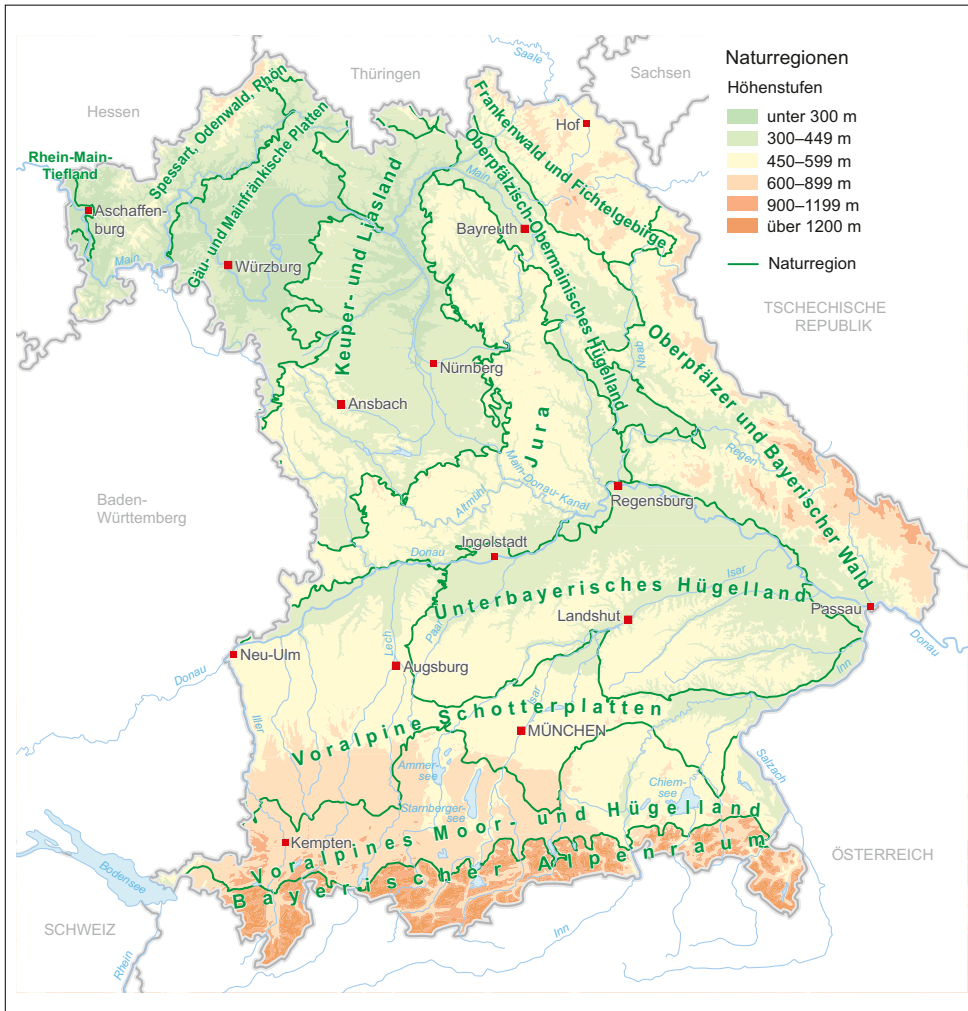 Naturregionen
Höhenstufen
unter 300 m
300–449 m
450–599 m
600–899 m
900–1199 m
über 1200 m
Naturregion
Saale
Thüringen
Sachsen
Hessen
Hof
Spessart, Odenwald, Rhön
Frankenwald und Fichtelgebirge
Rhein-Main-
Tiefland
Gäu- und Mainfränkische Platten
Oberpfälzisch-Obermainisches Hügelland
Main
Aschaffen-
burg
Keuper- und Liasland
Bayreuth
Main
Würzburg
TSCHECHISCHE
REPUBLIK
Naab
Nürnberg
Oberpfälzer und Bayerischer Wald
Ansbach
Jura
Regen
Main-Donau-Kanal
Altmühl
Baden-
Württemberg
Regensburg
Ingolstadt
Donau
Isar
Unterbayerisches Hügelland
Passau
Landshut
Paar
Lech
Donau
Neu-Ulm
Augsburg
Inn
Donau
Isar
Voralpine Schotterplatten
Iller
MÜNCHEN
Ammer-
see
Salzach
Chiem-
see
Starnberger-
see
Voralpines Moor- und Hügelland
Kempten
Bayerischer Alpenraum
ÖSTERREICH
Bodensee
SCHWEIZ
Inn
Rhein